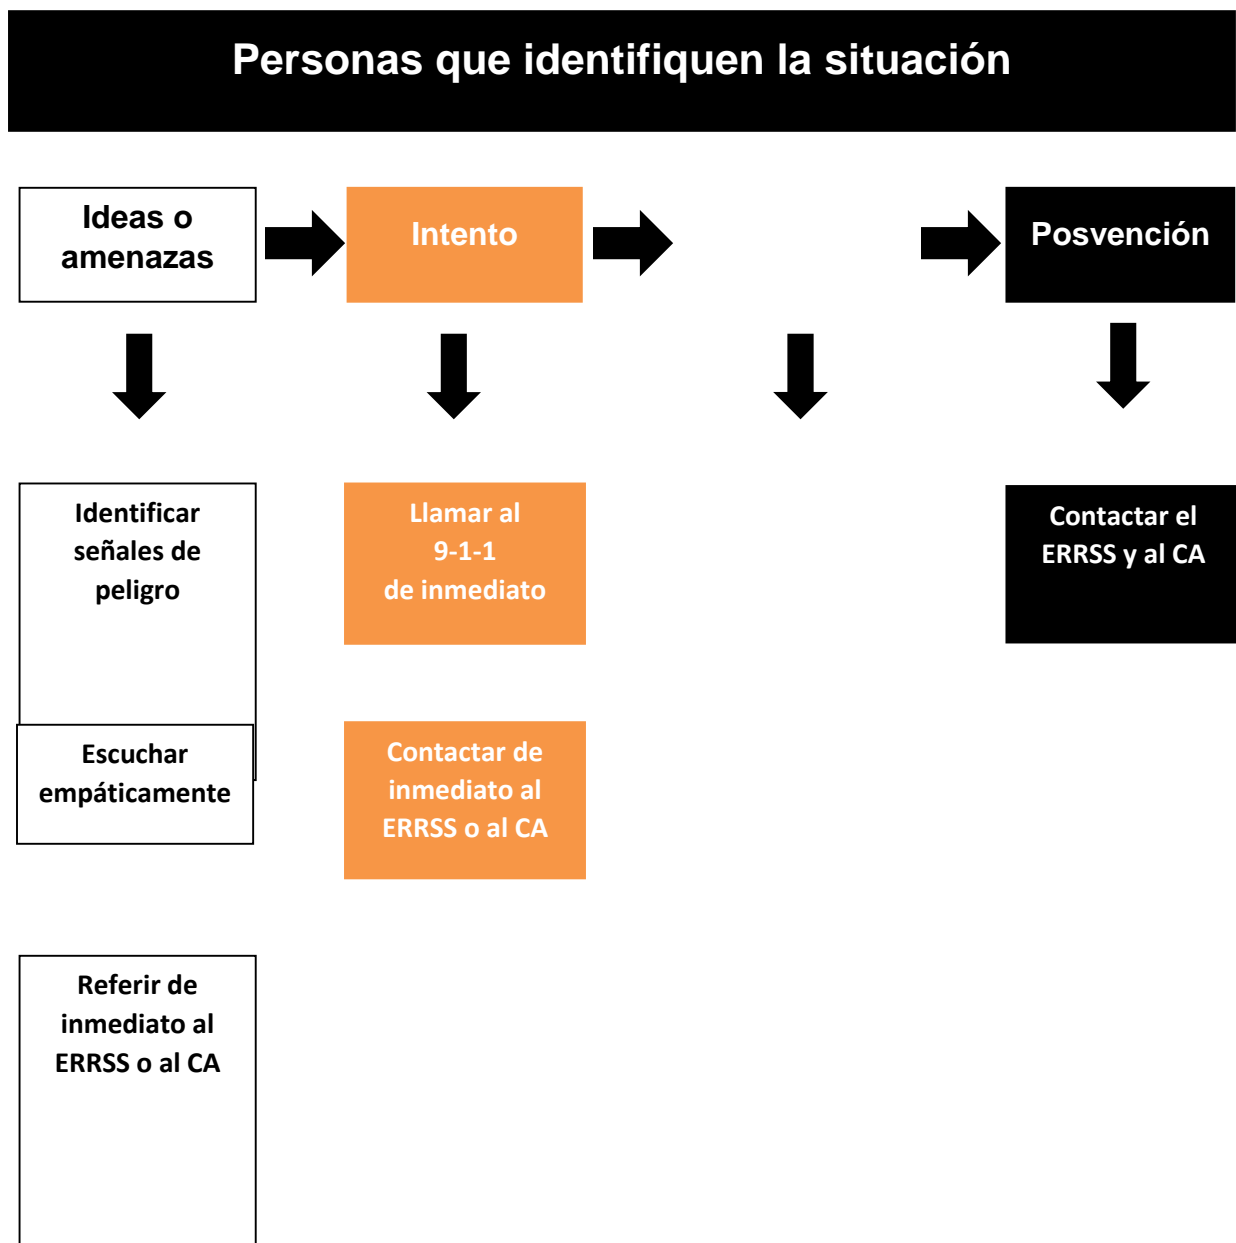 Personas que identifiquen la situación
Ideas o
amenazas
Intento
Posvención
Identificar
señales de
peligro
Llamar al
9-1-1
de inmediato
Contactar el
ERRSS y al CA
Escuchar
empáticamente
Contactar de
inmediato al
ERRSS o al CA
Referir de
inmediato al
ERRSS o al CA